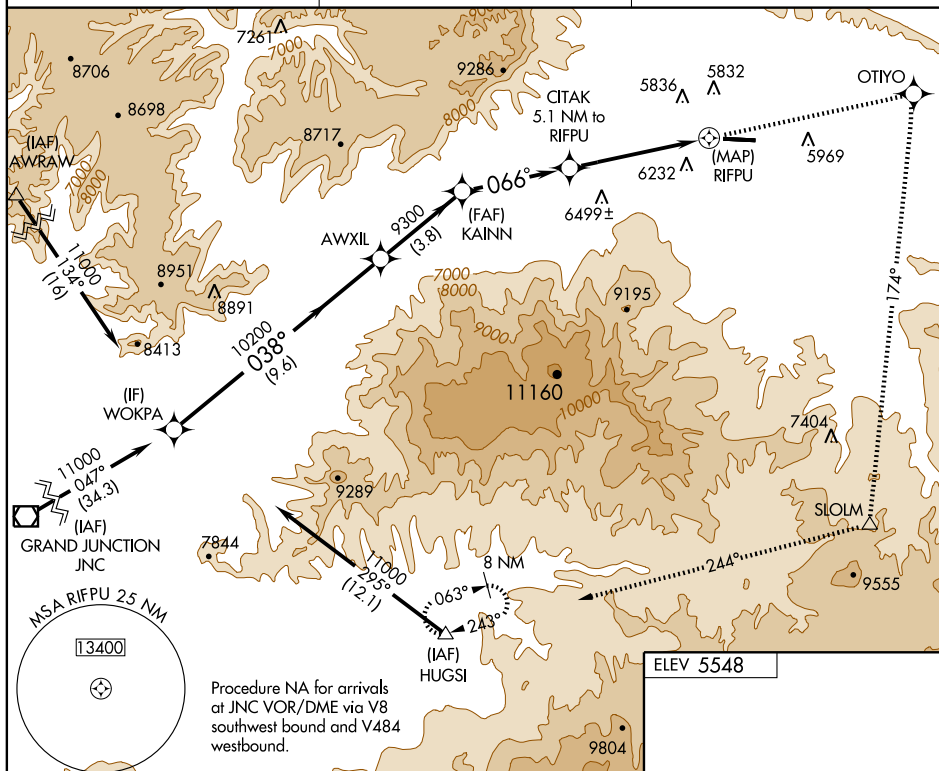 7261
7000
8706
9286
8698
8000
CITAK
5.1 NM to
RIFPU
5836
5832
OTIYO
(IAF)
AWRAW
8717
7000
8000
066°
(MAP)
RIFPU
5969
6232
9300
(3.8)
(FAF)
KAINN
6499±
AWXIL
11000
134°
(16)
8951
8891
7000
8000
174°
9195
8413
10200
038°
(9.6)
9000
11160
10000
(IF)
WOKPA
7404
11000
047°
(34.3)
9289
(IAF)
GRAND JUNCTION
JNC
SLOLM
7844
11000
295°
(12.1)
8 NM
063°
243°
244°
9555
MSA RIFPU 25 NM
13400
(IAF)
HUGSI
ELEV 5548
Procedure NA for arrivals
at JNC VOR/DME via V8
southwest bound and V484
westbound.
9804